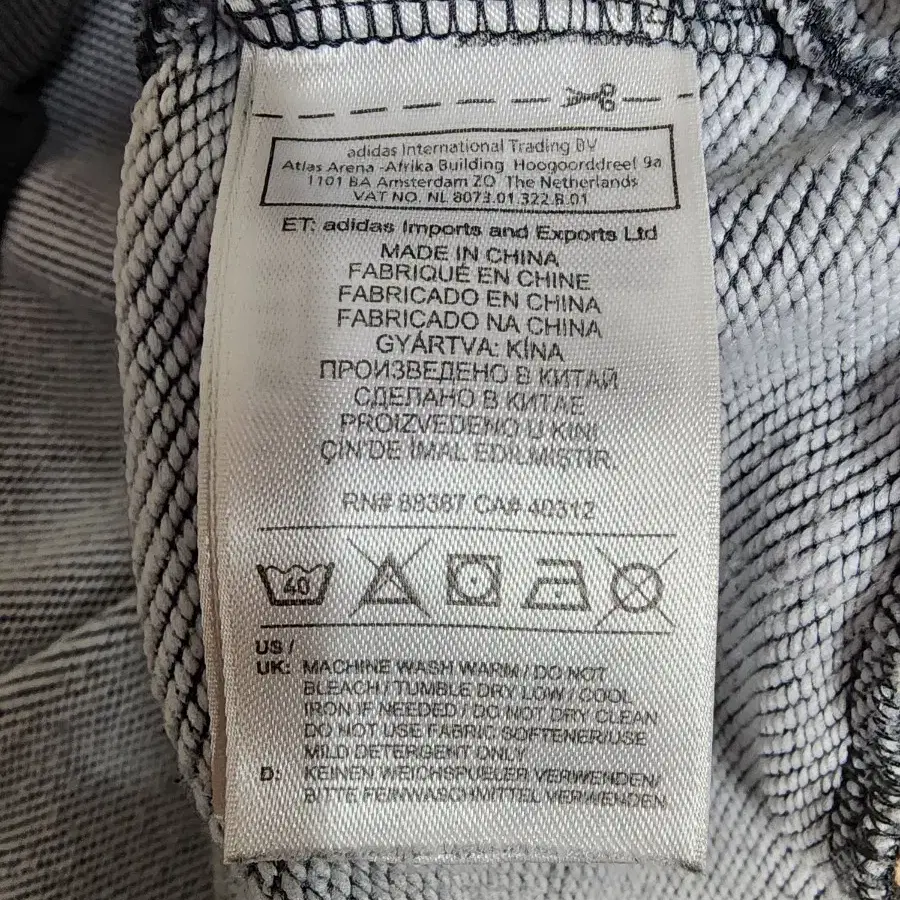 adidas International Trading BV
Atlas Arena -Afrika Building Hoogoorddreef 9a
1101 BA Amsterdam ZO The Netherlands
VAT NO. NL 8073.01.322.B.01
ET: adidas Imports and Exports Ltd
MADE IN CHINA
FABRIQUÉ EN CHINE
FABRICADO EN CHINA
FABRICADO NA CHINA
GYÁRTVA: KÍNA
ПРОИЗВЕДЕНО В КИТАЙ
СДЕЛАНО В КИТАЕ
PROIZVEDENO U KINI
ÇİN'DE İMAL EDİLMİŞTİR.
RN# 88387 CA# 40312
40
US /
UK: MACHINE WASH WARM / DO NOT
BLEACH / TUMBLE DRY LOW / COOL
IRON IF NEEDED / DO NOT DRY CLEAN
DO NOT USE FABRIC SOFTENER/USE
MILD DETERGENT ONLY
D: KEINEN WEICHSPUELER VERWENDEN/
BITTE FEINWASCHMITTEL VERWENDEN